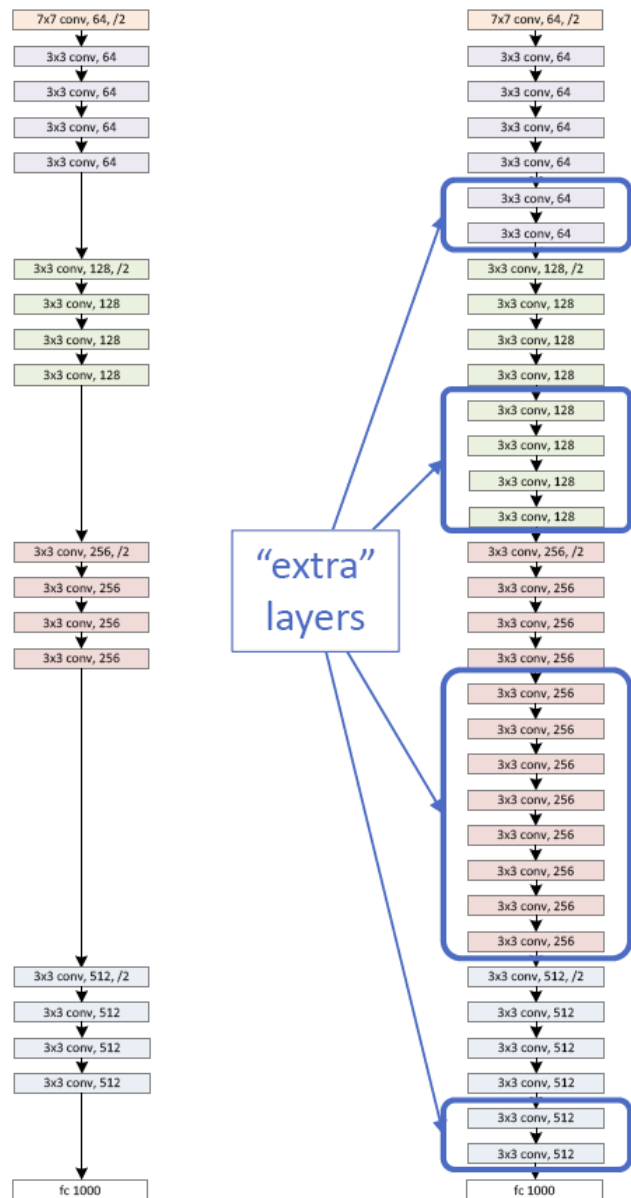 7x7 conv, 64, /2
3x3 conv, 64
3x3 conv, 64
3x3 conv, 64
3x3 conv, 64
3x3 conv, 128, /2
3x3 conv, 128
3x3 conv, 128
3x3 conv, 128
3x3 conv, 256, /2
3x3 conv, 256
3x3 conv, 256
3x3 conv, 256
3x3 conv, 512, /2
3x3 conv, 512
3x3 conv, 512
3x3 conv, 512
fc 1000
“extra”
layers
7x7 conv, 64, /2
3x3 conv, 64
3x3 conv, 64
3x3 conv, 64
3x3 conv, 64
3x3 conv, 64
3x3 conv, 64
3x3 conv, 128, /2
3x3 conv, 128
3x3 conv, 128
3x3 conv, 128
3x3 conv, 128
3x3 conv, 128
3x3 conv, 128
3x3 conv, 128
3x3 conv, 256, /2
3x3 conv, 256
3x3 conv, 256
3x3 conv, 256
3x3 conv, 256
3x3 conv, 256
3x3 conv, 256
3x3 conv, 256
3x3 conv, 256
3x3 conv, 256
3x3 conv, 256
3x3 conv, 256
3x3 conv, 512, /2
3x3 conv, 512
3x3 conv, 512
3x3 conv, 512
3x3 conv, 512
3x3 conv, 512
fc 1000